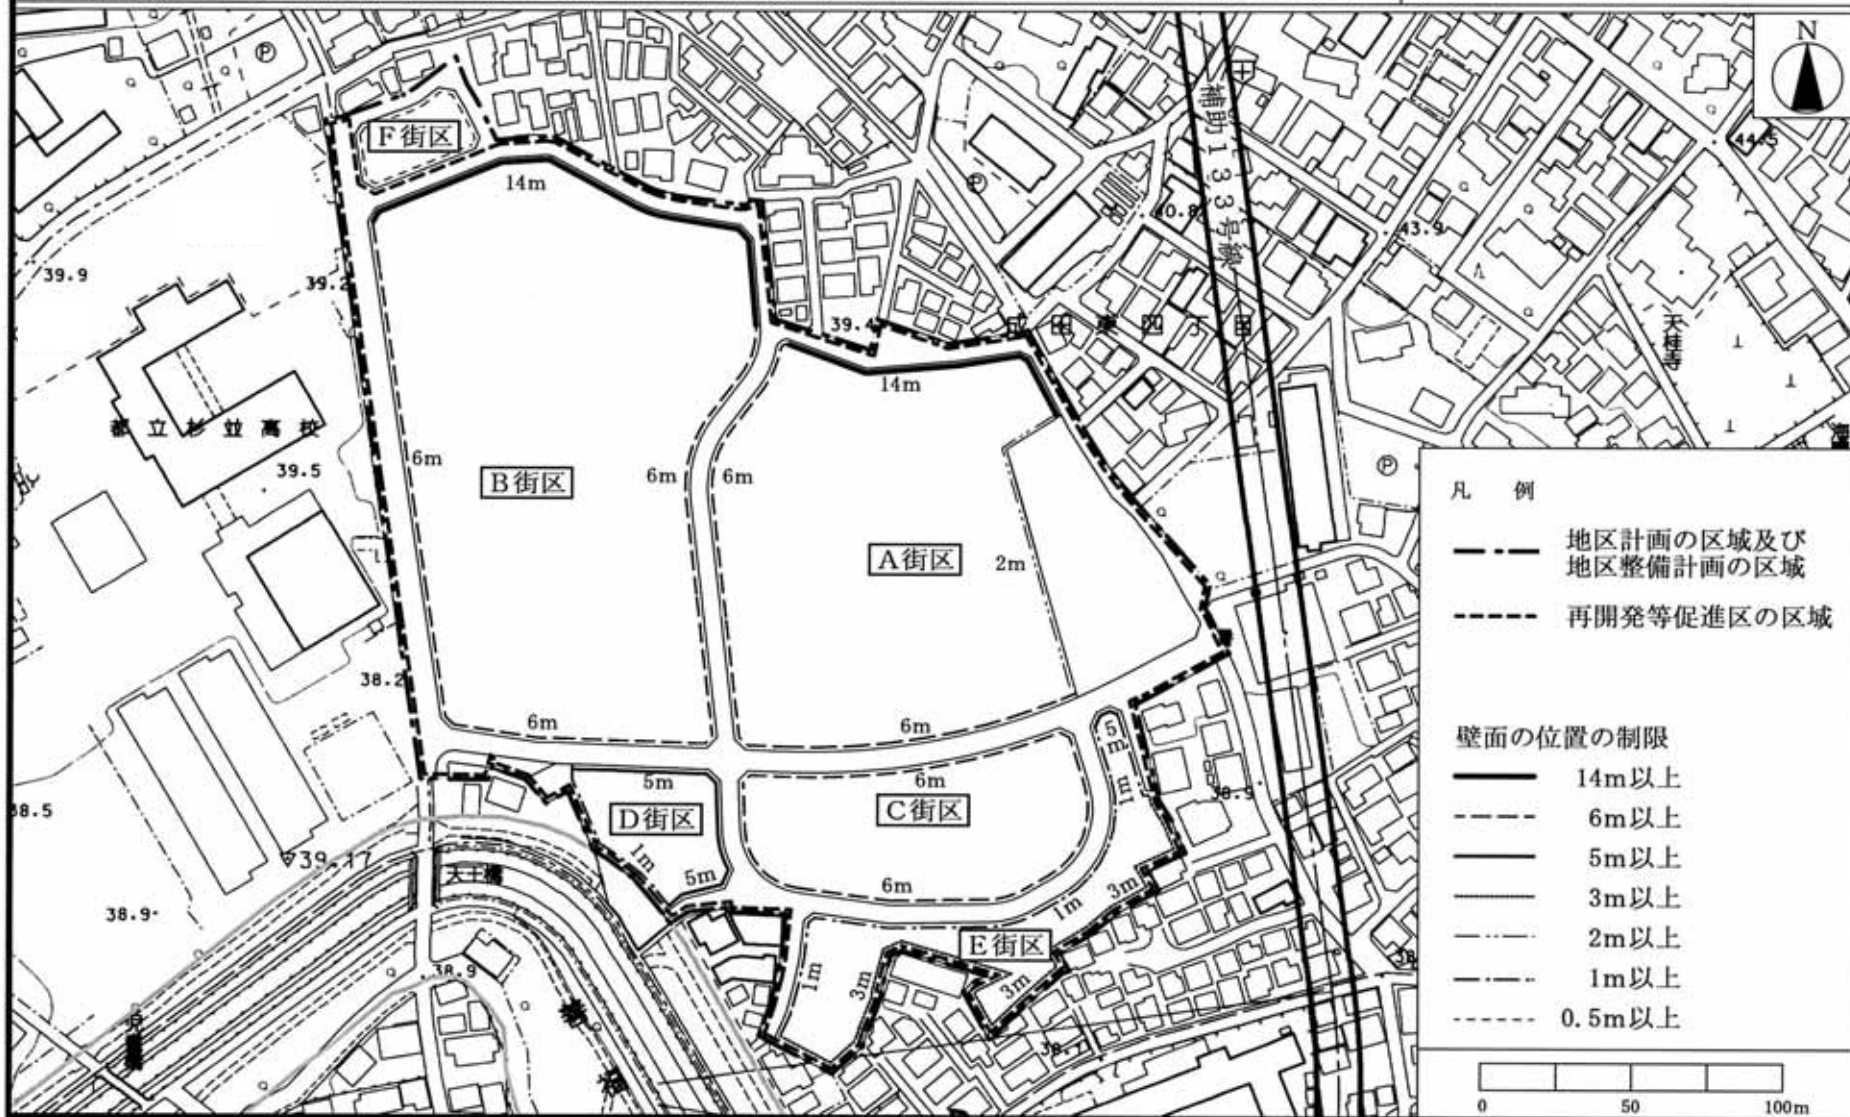 N
F街区
14m
補助133号線
44.5
40.8
43.9
39.9
39.2
39.4
成田東四丁目
天桂寺
14m
都立杉並高校
39.5
6m
B街区
6m
6m
A街区
2m
38.2
6m
6m
5m
6m
5m
1m
38.5
D街区
C街区
38.9
39.17
天王橋
1m
5m
6m
3m
1m
38.9
E街区
38.9
1m
3m
3m
38.7
凡 例
地区計画の区域及び
地区整備計画の区域
再開発等促進区の区域
壁面の位置の制限
14m以上
6m以上
5m以上
3m以上
2m以上
1m以上
0.5m以上
0 50 100m